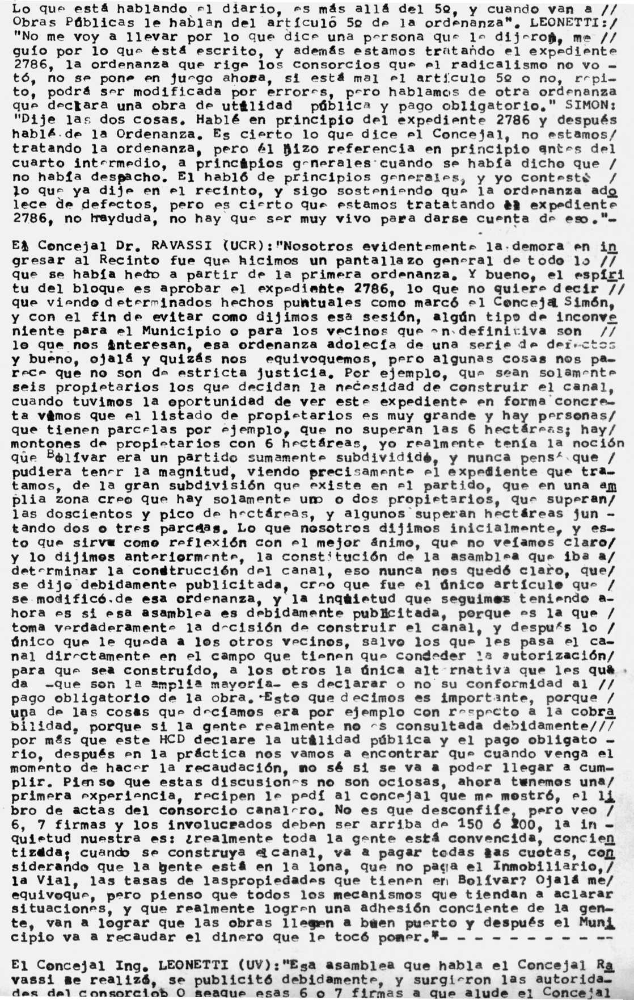 Lo que está hablando el diario, es más allá del 5º, y cuando van a //
Obras Públicas le hablan del artículo 5º de la ordenanza". LEONETTI:/
"No me voy a llevar por lo que dice una persona que le dijeron, me //
guío por lo que está escrito, y además estamos tratando el expediente
2786, la ordenanza que rige los consorcios que el radicalismo no vo -
tó, no se pone en juego ahora, si está mal el artículo 5º o no, repi-
to, podrá ser modificada por errores, pero hablamos de otra ordenanza
que declara una obra de utilidad  pública y pago obligatorio." SIMON:
"Dije las dos cosas. Hablé en principio del expediente 2786 y después
hablé de la Ordenanza. Es cierto lo que dice el Concejal, no estamos/
tratando la ordenanza, pero él hizo referencia en principio antes del
cuarto intermedio, a principios generales cuando se había dicho que /
no había despacho. El habló de principios generales, y yo contesté  /
lo que ya dije en el recinto, y sigo sosteniendo que la ordenanza ado
lece de defectos, pero es cierto que estamos tratatando el expediente
2786, no hayduda, no hay que ser muy vivo para darse cuenta de eso."-
El Concejal Dr. RAVASSI (UCR):"Nosotros evidentemente la demora en in
gresar al Recinto fue que hicimos un pantallazo general de todo lo //
que se había hecho a partir de la primera ordenanza. Y bueno, el espíri
tu del bloque es aprobar el expediente 2786, lo que no quiere decir //
que viendo determinados hechos puntuales como marcó el Concejal Simón,
y con el fin de evitar como dijimos esa sesión, algún tipo de inconve
niente para el Municipio o para los vecinos que en definitiva son  //
lo que nos interesan, esa ordenanza adolecía de una serie de defectos
y bueno, ojalá y quizás nos  equivoquemos, pero algunas cosas nos pa-
rece que no son de estricta justicia. Por ejemplo, que sean solamente
seis propietarios los que decidan la necesidad de construir el canal,
cuando tuvimos la oportunidad de ver este expediente en forma concre-
ta vimos que el listado de propietarios es muy grande y hay personas/
que tienen parcelas por ejemplo, que no superan las 6 hectáreas; hay/
montones de propietarios con 6 hectáreas, yo realmente tenía la noción
que Bolívar era un partido sumamente subdividido, y nunca pensé que /
pudiera tener la magnitud, viendo precisamente el expediente que tra-
tamos, de la gran subdivisión que existe en el partido, que en una am
plia zona creo que hay solamente uno o dos propietarios, que superan/
las doscientos y pico de hectáreas, y algunos superan hectáreas jun -
tando dos o tres parcelas. Lo que nosotros dijimos inicialmente, y es-
to que sirve como reflexión con el mejor ánimo, que no veíamos claro/
y lo dijimos anteriormente, la constitución de la asamblea que iba a/
determinar la construcción del canal, eso nunca nos quedó claro, que/
se dijo debidamente publicitada, creo que fue el único artículo que /
se modificó de esa ordenanza, y la inquietud que seguimos teniendo a-
hora es si esa asamblea es debidamente publicitada, porque es la que /
toma verdaderamente la decisión de construir el canal, y después lo /
único que le queda a los otros vecinos, salvo los que les pasa el ca-
nal directamente en el campo que tienen que condeder la autorización/
para que sea construído, a los otros la única alternativa que les que
da  -que son la amplia mayoría- es declarar o no su conformidad al //
pago obligatorio de la obra. Esto que decimos es importante, porque /
una de las cosas que decíamos era por ejemplo con respecto a la cobra
bilidad, porque si la gente realmente no es consultada debidamente///
por más que este HCD declare la utilidad pública y el pago obligato -
rio, después en la práctica nos vamos a encontrar que cuando venga el
momento de hacer la recaudación, no sé si se va a poder llegar a cum-
plir. Pienso que estas discusiones no son ociosas, ahora tenemos una/
primera experiencia, recipen le pedí al concejal que me mostró, el li
bro de actas del consorcio canalero. No es que desconfiíe, pero veo /
6, 7 firmas y los involucrados deben ser arriba de 150 ó 200, la in -
quietud nuestra es: ¿realmente toda la gente está convencida, concien
tizada; cuando se construya el canal, va a pagar todas las cuotas, con
siderando que la gente está en la lona, que no paga el Inmobiliario,/
la Vial, las tasas de laspropiedades que tienen en Bolívar? Ojalá me/
equivoque, pero pienso que todos los mecanismos que tiendan a aclarar
situaciones, y que realmente logren una adhesión conciente de la gen-
te, van a lograr que las obras lleguen a buen puerto y después el Muni
cipio va a recaudar el dinero que le tocó poner."- - - - - - - - - - --
El Concejal Ing. LEONETTI (UV):"Esa asamblea que habla el Concejal Ra
vassi se realizó, se publicitó debidamente, y surgieron las autorida-
des del consorcio. O seaque esas 6 o 7 firmas a que alude el Concejal